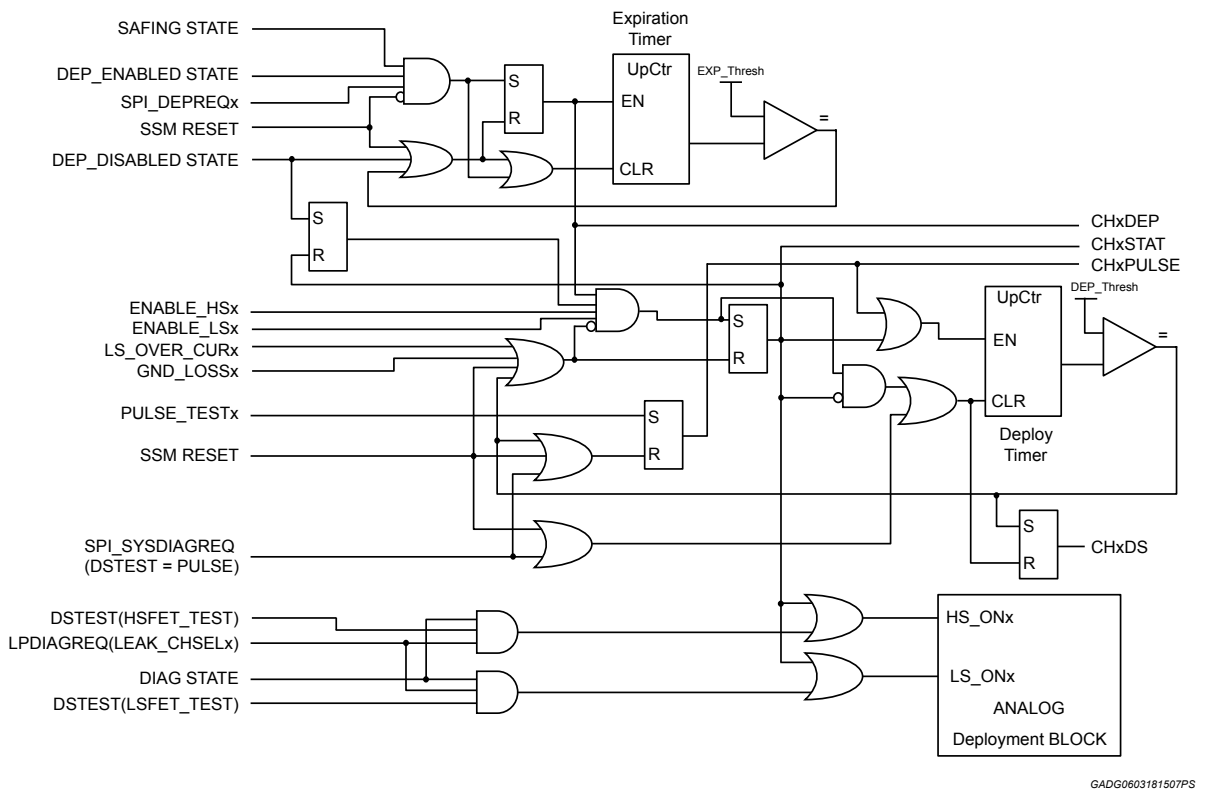 Expiration
Timer
SAFING STATE
DEP_ENABLED STATE
SPI_DEPREQx
SSM RESET
DEP_DISABLED STATE
S
R
UpCtr
EN
CLR
EXP_Thresh
=
S
R
CHxDEP
CHxSTAT
CHxPULSE
ENABLE_HSx
ENABLE_LSx
LS_OVER_CURx
GND_LOSSx
S
R
UpCtr
EN
CLR
DEP_Thresh
=
Deploy
Timer
PULSE_TESTx
S
R
SSM RESET
SPI_SYSDIAGREQ
(DSTEST = PULSE)
S
R
CHxDS
DSTEST(HSFET_TEST)
LPDIAGREQ(LEAK_CHSELx)
DIAG STATE
DSTEST(LSFET_TEST)
HS_ONx
LS_ONx
ANALOG
Deployment BLOCK
GADG0603181507PS